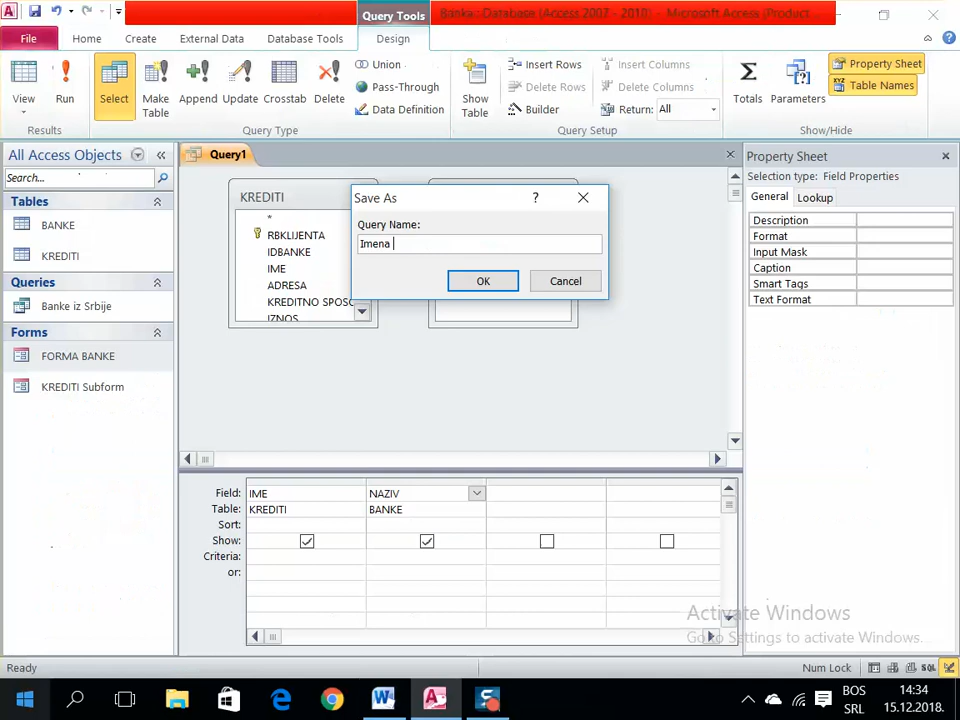 Query Tools
Banka : Database (Access 2007 - 2010) - Microsoft Access (Product
File
Home
Create
External Data
Database Tools
Design
View
Run
Select
Make Table
Append
Update
Crosstab
Delete
Union
Pass-Through
Data Definition
Show Table
Insert Rows
Delete Rows
Builder
Insert Columns
Delete Columns
Return: All
Totals
Parameters
Property Sheet
Table Names
Results
Query Type
Query Setup
Show/Hide
All Access Objects
Search...
Tables
BANKE
KREDITI
Queries
Banke iz Srbije
Forms
FORMA BANKE
KREDITI Subform
Query1
KREDITI
*
RBKLIJENTA
IDBANKE
IME
ADRESA
KREDITNO SPOSO
IZNOS
Save As
?
Query Name:
Imena
OK
Cancel
Property Sheet
Selection type: Field Properties
General
Lookup
Description
Format
Input Mask
Caption
Smart Tags
Text Format
Field: IME NAZIV
Table: KREDITI BANKE
Sort:
Show:
Criteria:
or:
Activate Windows
Go to Settings to activate Windows.
Ready
Num Lock
SQL
BOS
SRL
14:34
15.12.2018.